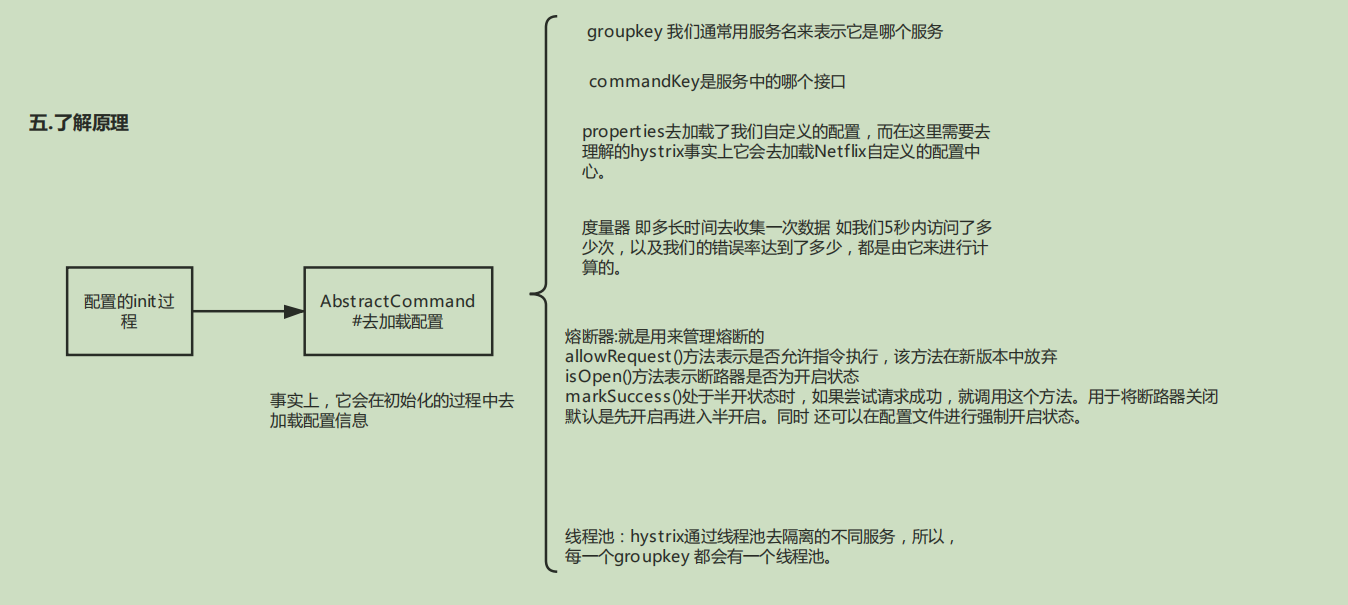 五.了解原理
配置的init过
程
AbstractCommand
#去加载配置
事实上，它会在初始化的过程中去
加载配置信息
groupkey 我们通常用服务名来表示它是哪个服务
commandKey是服务中的哪个接口
properties去加载了我们自定义的配置，而在这里需要去
理解的hystrix事实上它会去加载Netflix自定义的配置中
心。
度量器 即多长时间去收集一次数据 如我们5秒内访问了多
少次，以及我们的错误率达到了多少，都是由它来进行计
算的。
熔断器:就是用来管理熔断的
allowRequest()方法表示是否允许指令执行，该方法在新版本中放弃
isOpen()方法表示断路器是否为开启状态
markSuccess()处于半开状态时，如果尝试请求成功，就调用这个方法。用于将断路器关闭
默认是先开启再进入半开启。同时 还可以在配置文件进行强制开启状态。
线程池：hystrix通过线程池去隔离的不同服务，所以，
每一个groupkey 都会有一个线程池。